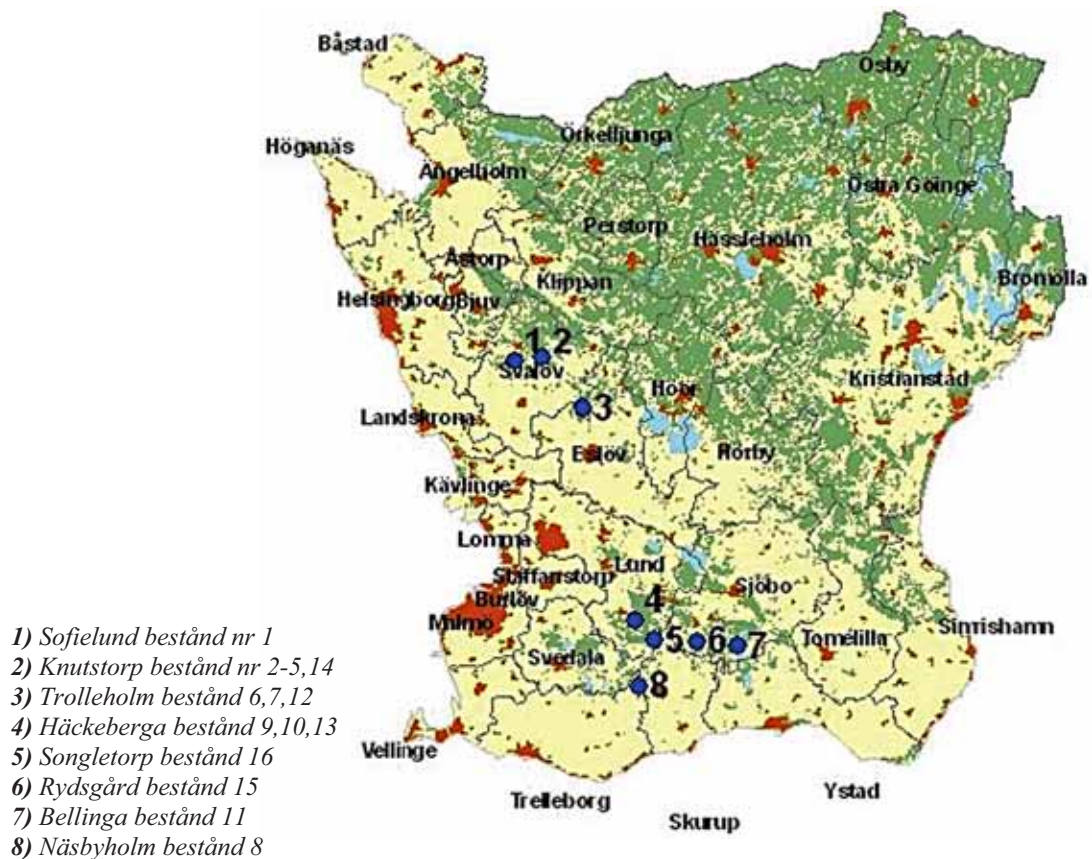 Båstad
Osby
Örkelljunga
Höganäs
Ängelholm
Östra Göinge
Perstorp
Hässleholm
Åstorp
Klippan
Bromölla
Helsingborg
Bjuv
1 2
Svalöv
Höör
Kristianstad
3
Landskrona
Eslöv
Hörby
Kävlinge
Lomma
Lund
Staffanstorp
Sjöbo
Burlöv
4
Malmö
5 6 7
Tomelilla
Simrishamn
Svedala
8
Vellinge
Ystad
Trelleborg
Skurup
1) Sofielund bestånd nr 1
2) Knutstorp bestånd nr 2-5,14
3) Trolleholm bestånd 6,7,12
4) Häckeberga bestånd 9,10,13
5) Songletorp bestånd 16
6) Rydsgård bestånd 15
7) Bellinga bestånd 11
8) Näsbyholm bestånd 8